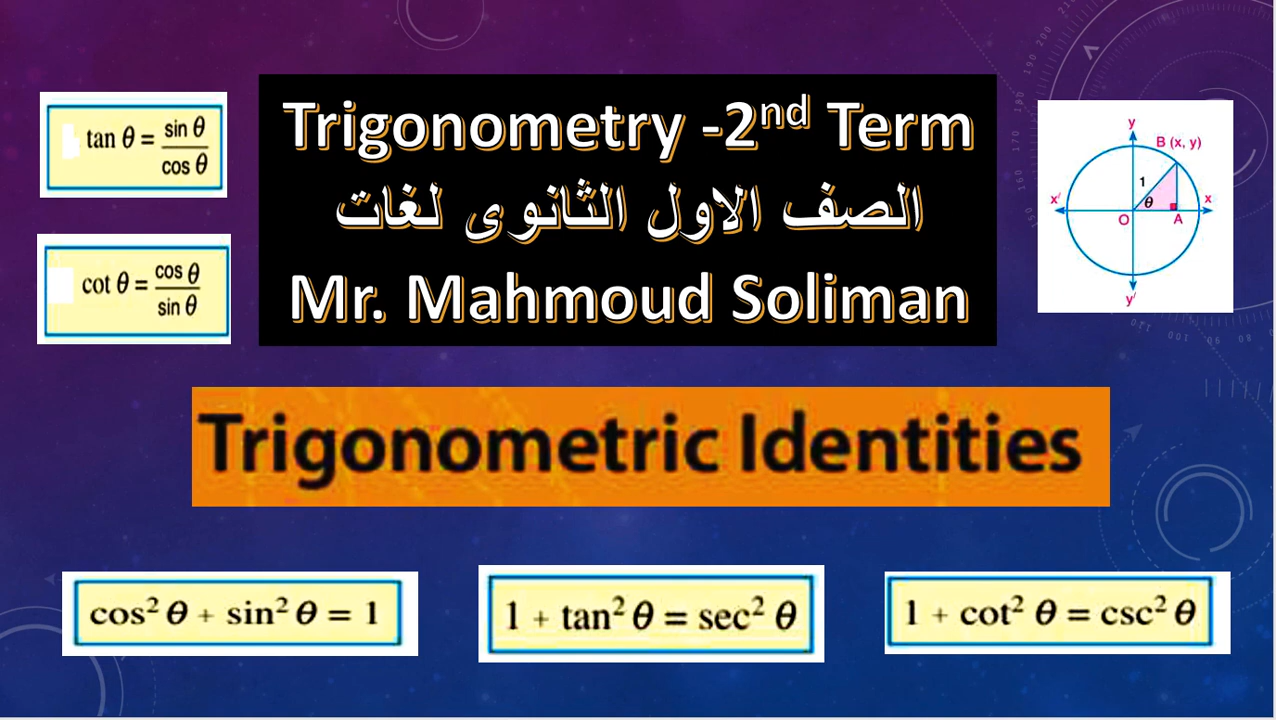 tan θ = sin θ / cos θ
cot θ = cos θ / sin θ
Trigonometry -2nd Term
الصف الاول الثانوى لغات
Mr. Mahmoud Soliman
y
B (x, y)
1
θ
x′
x
O
A
y′
Trigonometric Identities
cos² θ + sin² θ = 1
1 + tan² θ = sec² θ
1 + cot² θ = csc² θ